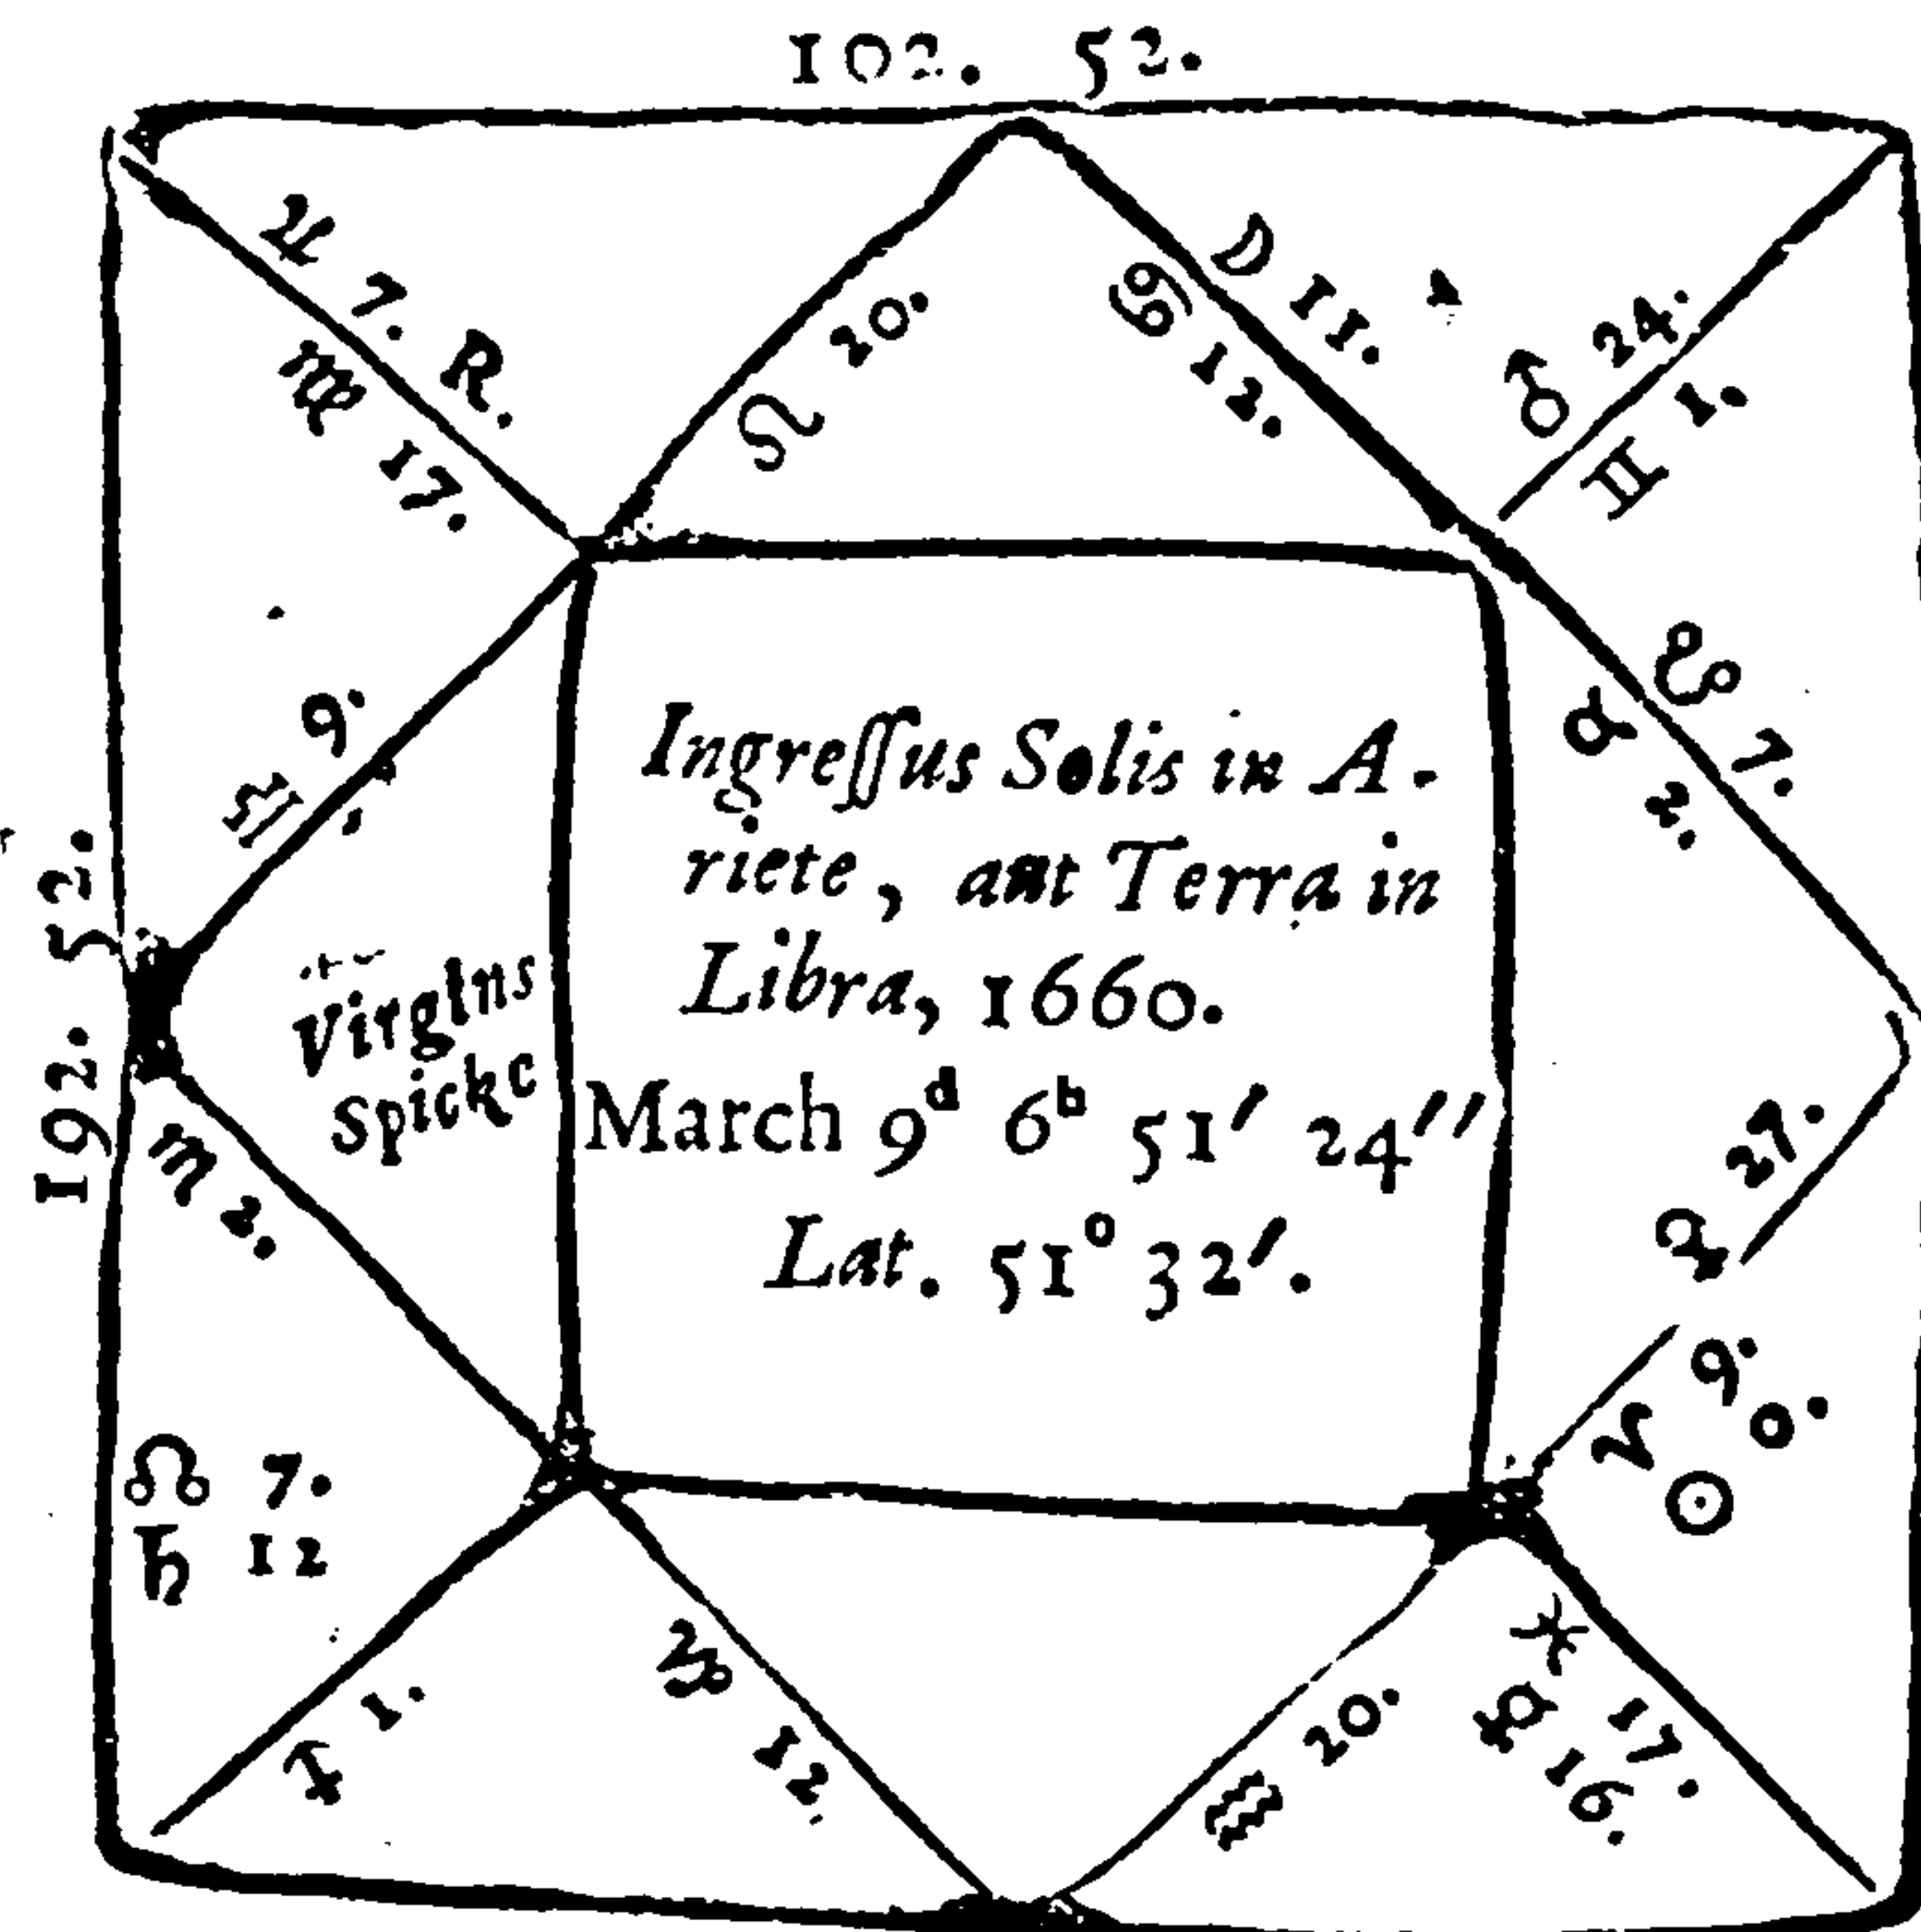 102. 52.
♃ 7. R.
♍ 17.
♌ 20.
♋ 12.
☽ 11.
♂ 24.
♊ 1.
♎ 9.
☋ 7.
♉ 2.
102. 52.
Ingreſſus Solis in A-
riete, aut Terra in
Libra, 1660.
March 9ᵈ 6ʰ 51′ 24″
Lat. 51° 32′.
Virgins
Spicke
♏ 2.
♀ 27.
♈ 9.
☉ 0.
☊ 7.
♄ 12
♐ 1.
♑ 12.
♒ 20.
♓ 17.
☿ 16.